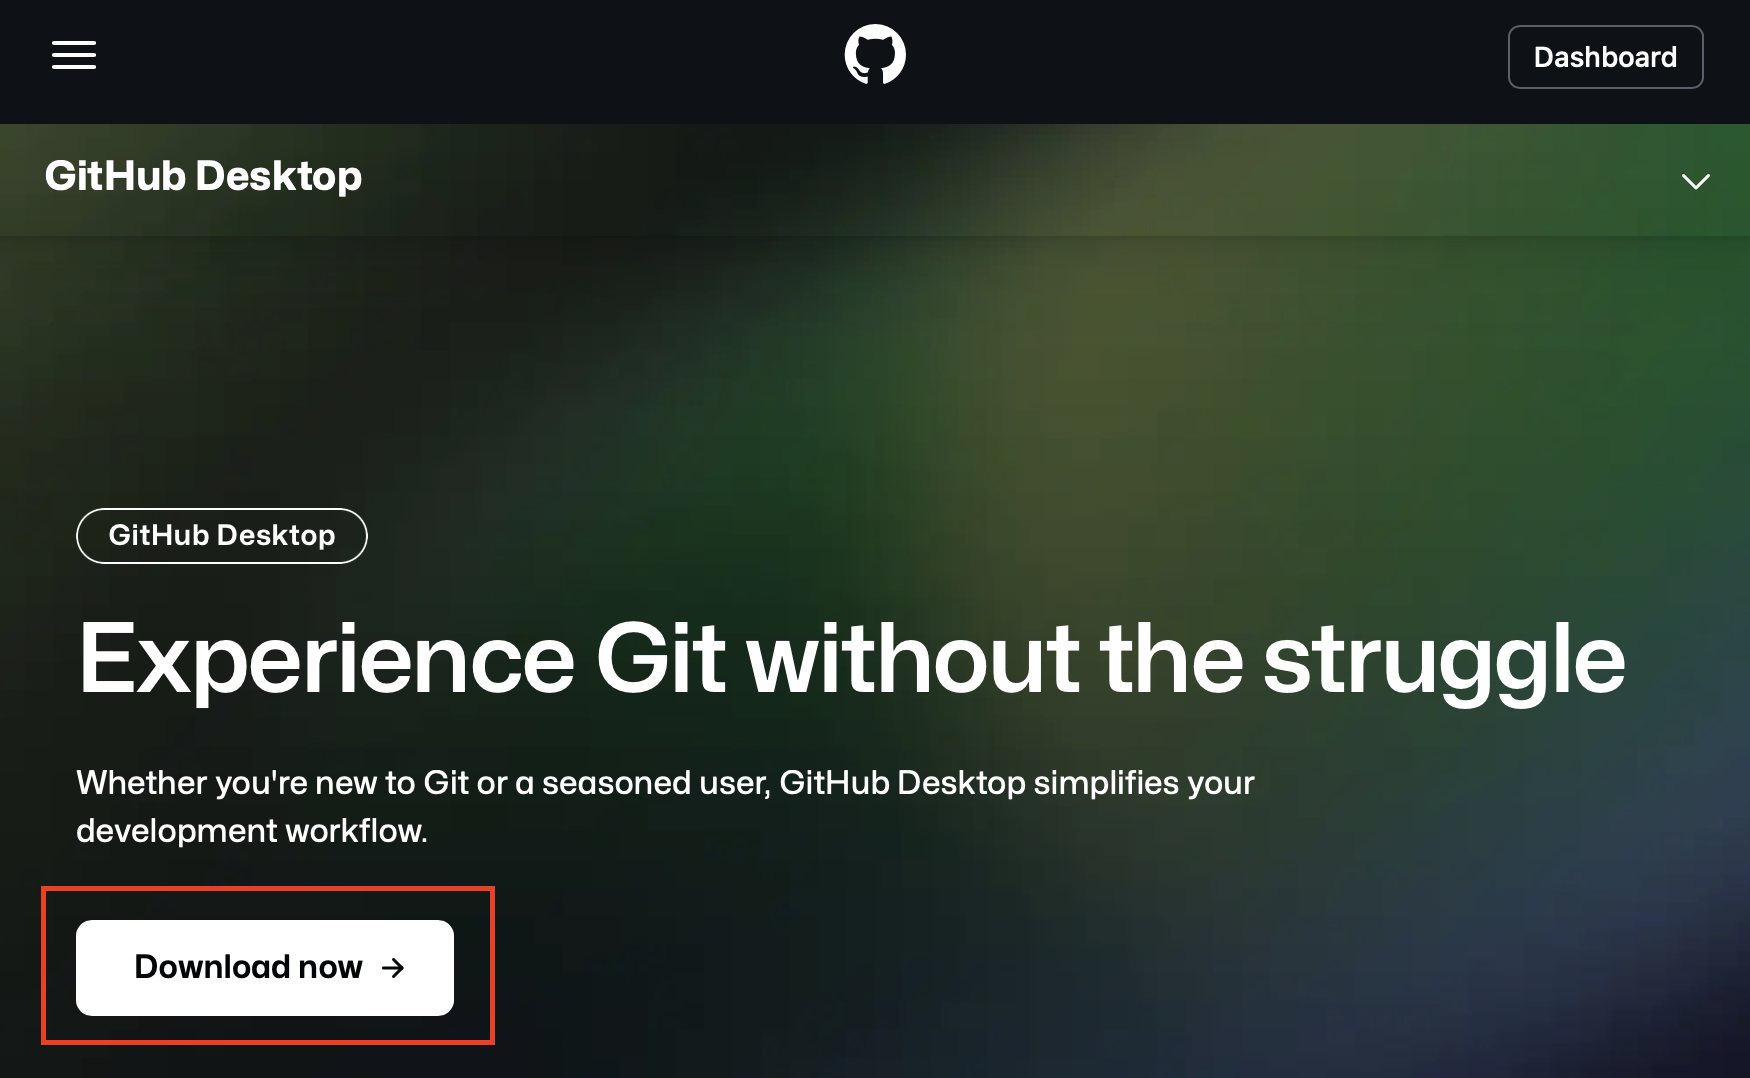 Dashboard
GitHub Desktop
GitHub Desktop
Experience Git without the struggle
Whether you're new to Git or a seasoned user, GitHub Desktop simplifies your
development workflow.
Download now →